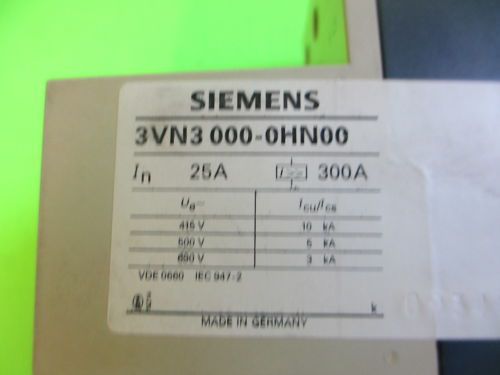 SIEMENS
3VN3 000-0HN00
In 25A I> 300A
Ue~ Icu/Ics
415 V 10 kA
500 V 5 kA
690 V 3 kA
VDE 0660 IEC 947-2
k
MADE IN GERMANY